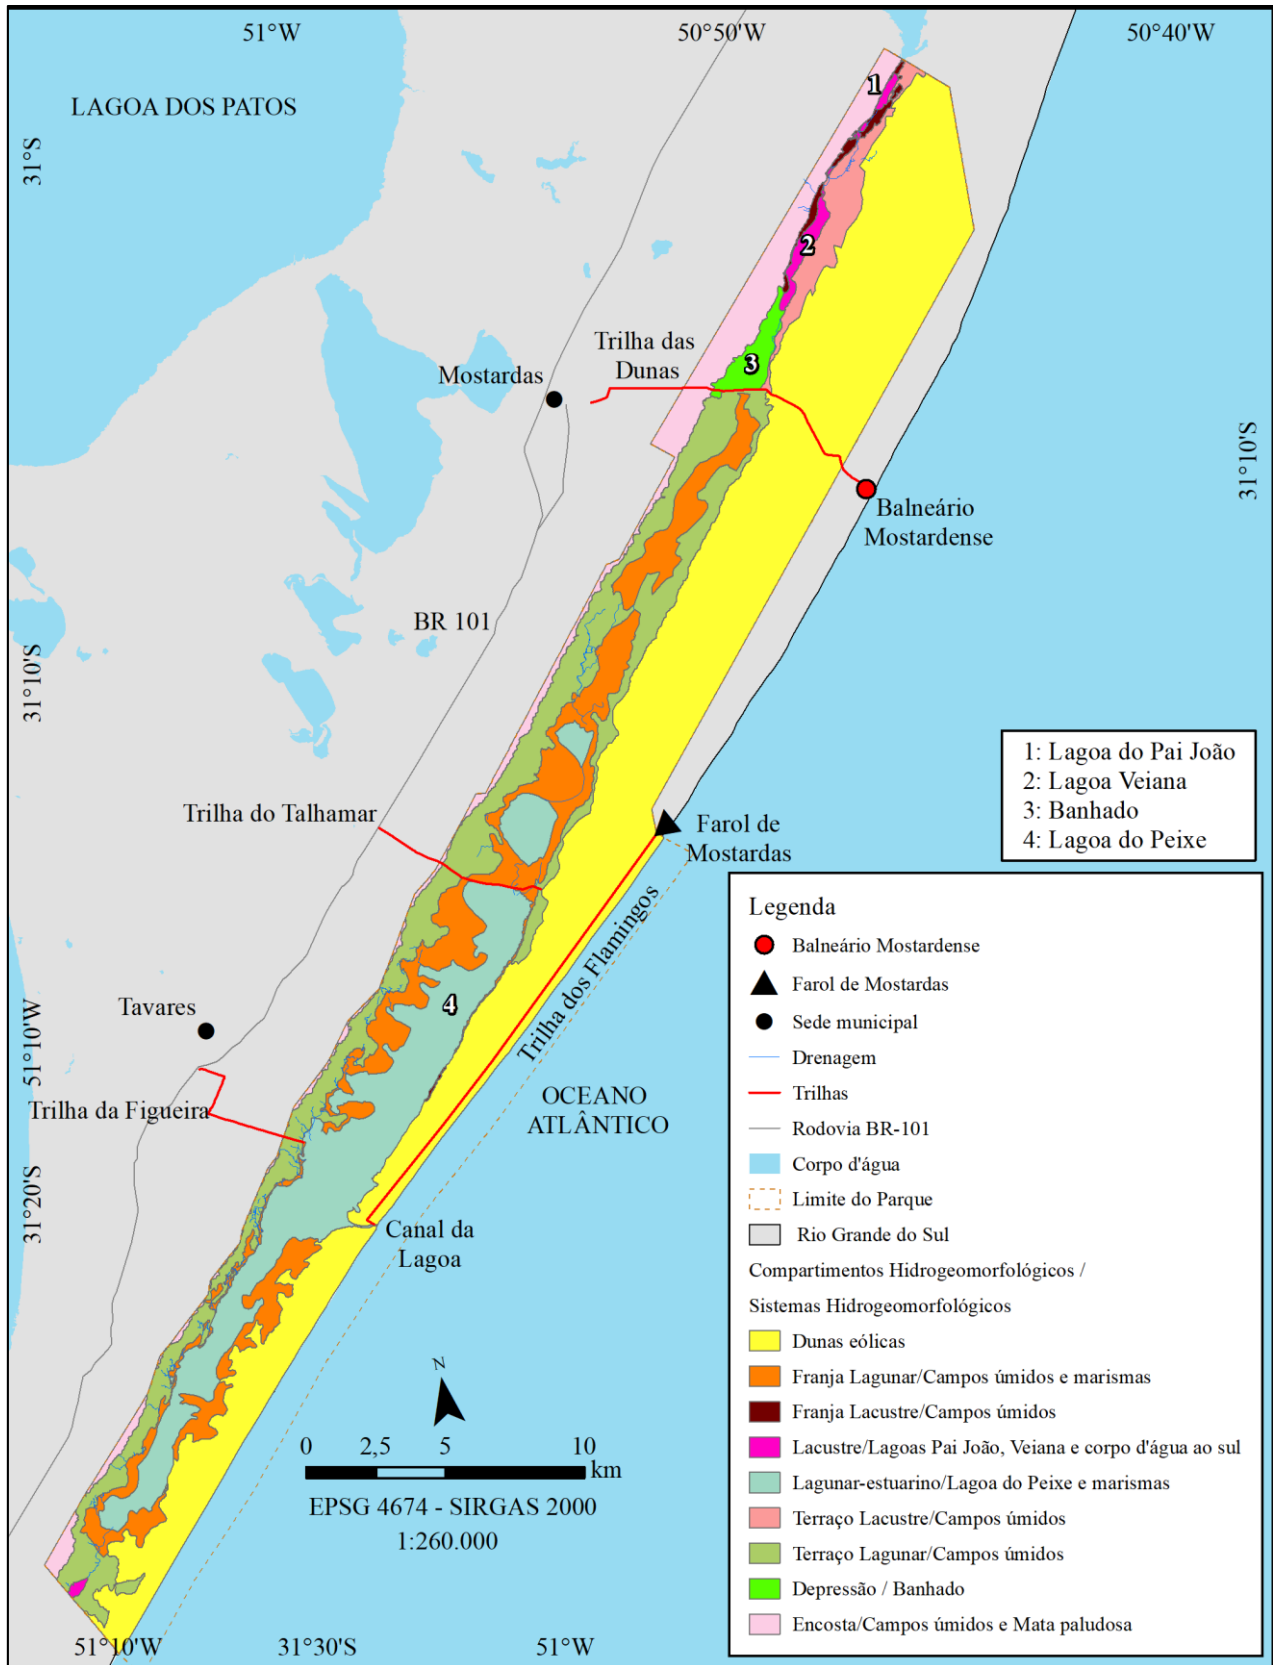 51°W
50°50'W
50°40'W
LAGOA DOS PATOS
1
31°S
2
Trilha das
Dunas
3
Mostardas
31°10'S
Balneário
Mostardense
BR 101
31°10'S
1: Lagoa do Pai João
2: Lagoa Veiana
3: Banhado
4: Lagoa do Peixe
Trilha do Talhamar
Farol de
Mostardas
Trilha dos Flamingos
4
Tavares
51°10'W
Trilha da Figueira
OCEANO
ATLÂNTICO
31°20'S
Canal da
Lagoa
N
0 2,5 5 10
km
EPSG 4674 - SIRGAS 2000
1:260.000
51°10'W
31°30'S
51°W
Legenda
Balneário Mostardense
Farol de Mostardas
Sede municipal
Drenagem
Trilhas
Rodovia BR-101
Corpo d'água
Limite do Parque
Rio Grande do Sul
Compartimentos Hidrogeomorfológicos /
Sistemas Hidrogeomorfológicos
Dunas eólicas
Franja Lagunar/Campos úmidos e marismas
Franja Lacustre/Campos úmidos
Lacustre/Lagoas Pai João, Veiana e corpo d'água ao sul
Lagunar-estuarino/Lagoa do Peixe e marismas
Terraço Lacustre/Campos úmidos
Terraço Lagunar/Campos úmidos
Depressão / Banhado
Encosta/Campos úmidos e Mata paludosa